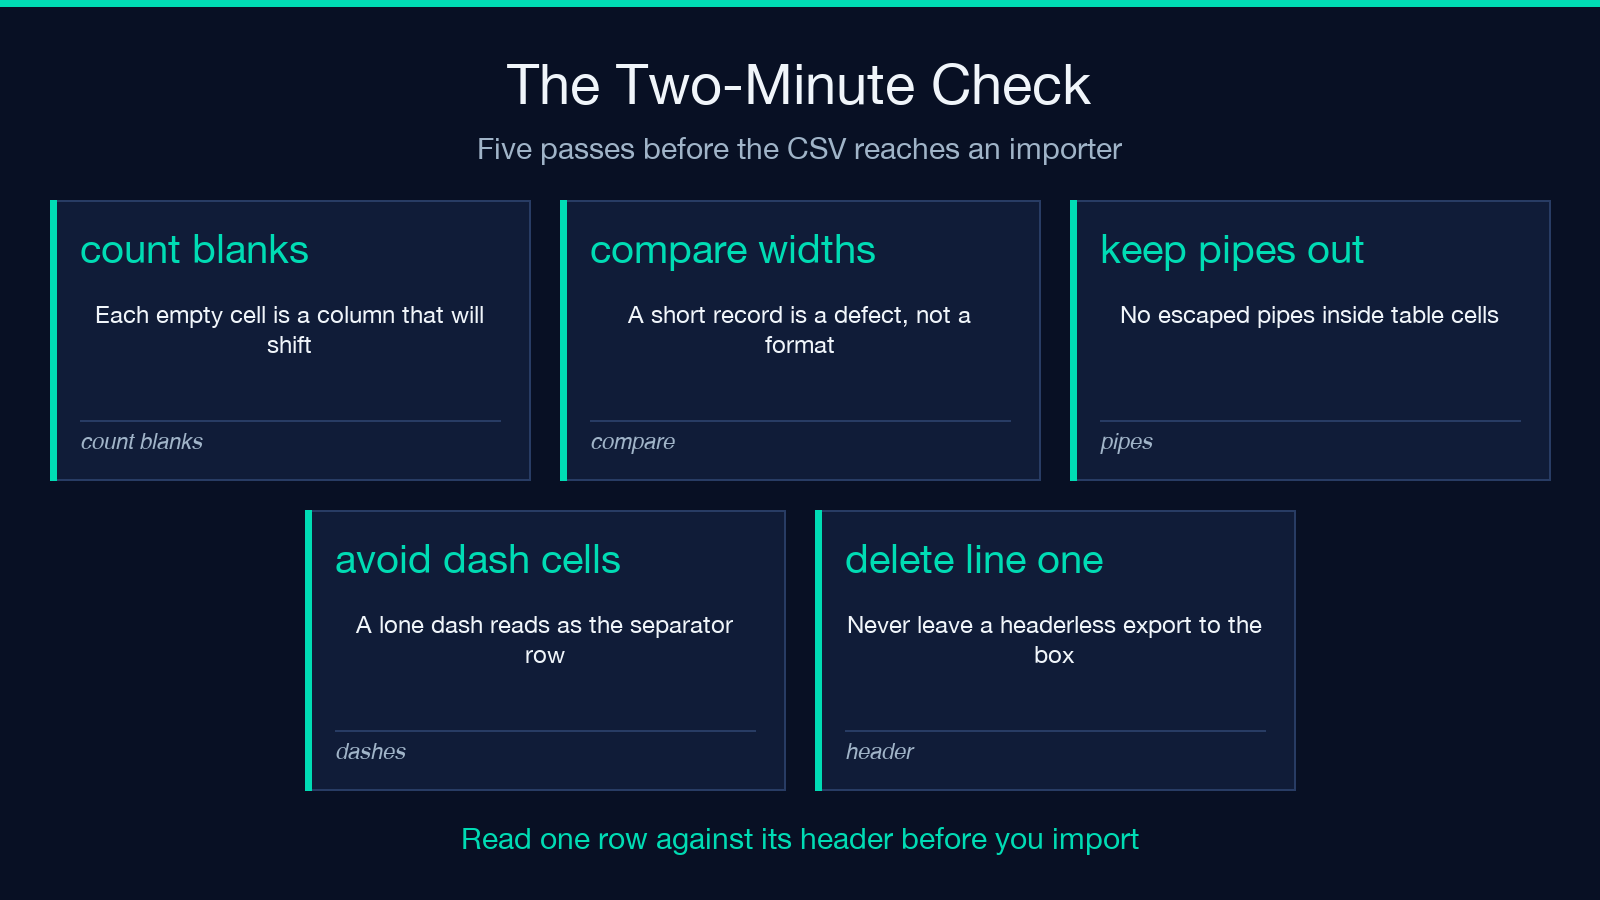 The Two-Minute Check
Five passes before the CSV reaches an importer
count blanks
Each empty cell is a column that will
shift
count blanks
compare widths
A short record is a defect, not a
format
compare
keep pipes out
No escaped pipes inside table cells
pipes
avoid dash cells
A lone dash reads as the separator
row
dashes
delete line one
Never leave a headerless export to the
box
header
Read one row against its header before you import